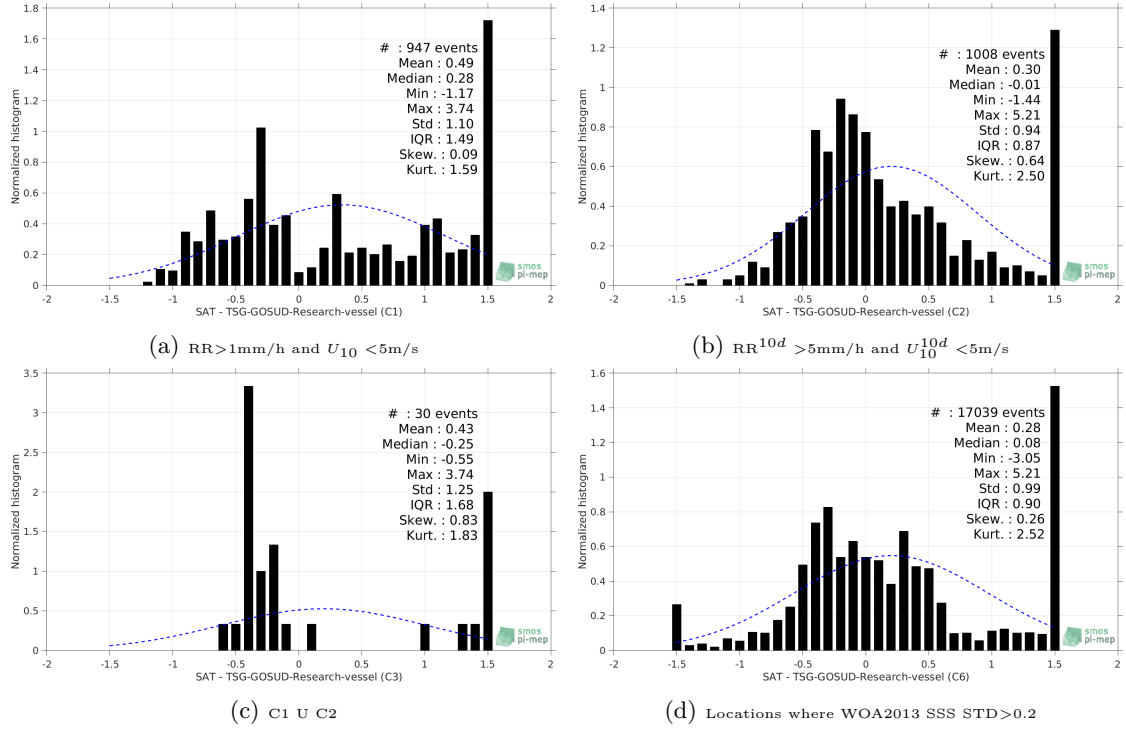 1.8
1.6
1.4
1.2
1
0.8
0.6
0.4
0.2
0
Normalized histogram
# : 947 events
Mean : 0.49
Median : 0.28
Min : -1.17
Max : 3.74
Std : 1.10
IQR : 1.49
Skew. : 0.09
Kurt. : 1.59
smos
pi-mep
-2 -1.5 -1 -0.5 0 0.5 1 1.5 2
SAT - TSG-GOSUD-Research-vessel (C1)
(a) RR>1mm/h and U10 <5m/s
1.4
1.2
1
0.8
0.6
0.4
0.2
0
Normalized histogram
# : 1008 events
Mean : 0.30
Median : -0.01
Min : -1.44
Max : 5.21
Std : 0.94
IQR : 0.87
Skew. : 0.64
Kurt. : 2.50
smos
pi-mep
-2 -1.5 -1 -0.5 0 0.5 1 1.5 2
SAT - TSG-GOSUD-Research-vessel (C2)
(b) RR10d >5mm/h and U10 10d <5m/s
3.5
3
2.5
2
1.5
1
0.5
0
Normalized histogram
# : 30 events
Mean : 0.43
Median : -0.25
Min : -0.55
Max : 3.74
Std : 1.25
IQR : 1.68
Skew. : 0.83
Kurt. : 1.83
smos
pi-mep
-2 -1.5 -1 -0.5 0 0.5 1 1.5 2
SAT - TSG-GOSUD-Research-vessel (C3)
(c) C1 U C2
1.6
1.4
1.2
1
0.8
0.6
0.4
0.2
0
Normalized histogram
# : 17039 events
Mean : 0.28
Median : 0.08
Min : -3.05
Max : 5.21
Std : 0.99
IQR : 0.90
Skew. : 0.26
Kurt. : 2.52
smos
pi-mep
-2 -1.5 -1 -0.5 0 0.5 1 1.5 2
SAT - TSG-GOSUD-Research-vessel (C6)
(d) Locations where WOA2013 SSS STD>0.2